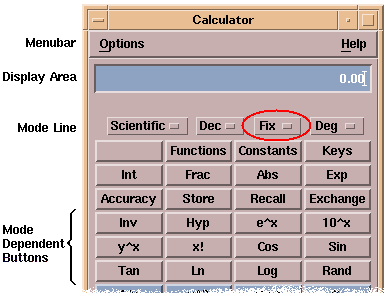 Calculator
Menubar
Options Help
Display Area
0.00
Mode Line
Scientific Dec Fix Deg
Functions Constants Keys
Int Frac Abs Exp
Accuracy Store Recall Exchange
Mode
Dependent
Buttons
Inv Hyp e^x 10^x
y^x x! Cos Sin
Tan Ln Log Rand